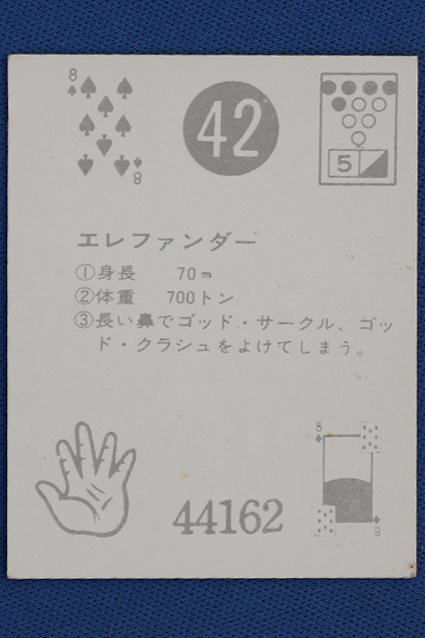 8
42
5
8
エレファンダー
①身長 70m
②体重 700トン
③長い鼻でゴッド・サークル、ゴッ
ド・クラシュをよけてしまう。
8
44162
8